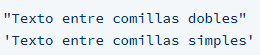 "Texto entre comillas dobles"
'Texto entre comillas simples'